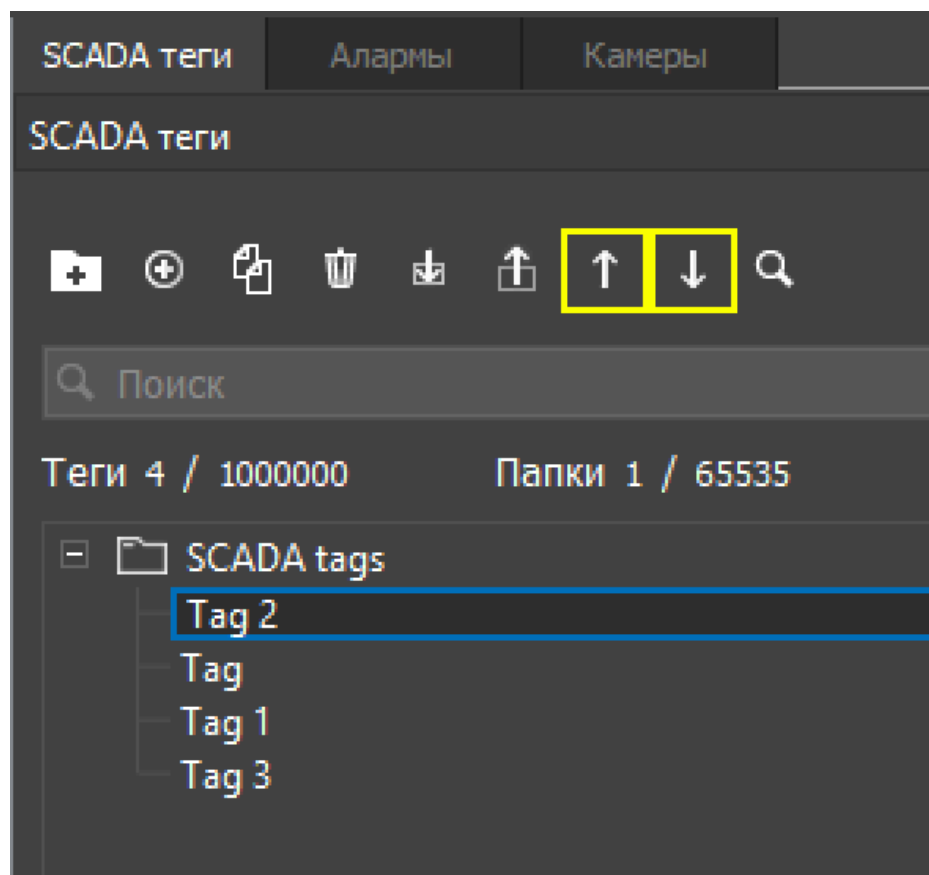 SCADA теги Алармы Камеры
SCADA теги
Поиск
Теги 4 / 1000000 Папки 1 / 65535
SCADA tags
Tag 2
Tag
Tag 1
Tag 3